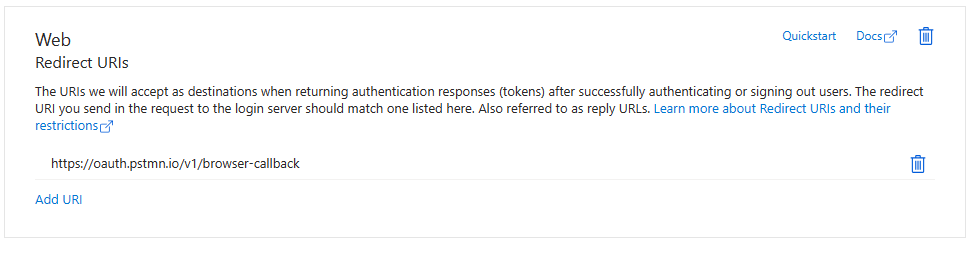 Web
Quickstart
Docs
Redirect URIs
The URIs we will accept as destinations when returning authentication responses (tokens) after successfully authenticating or signing out users. The redirect
URI you send in the request to the login server should match one listed here. Also referred to as reply URLs. Learn more about Redirect URIs and their
restrictions
https://oauth.pstmn.io/v1/browser-callback
Add URI